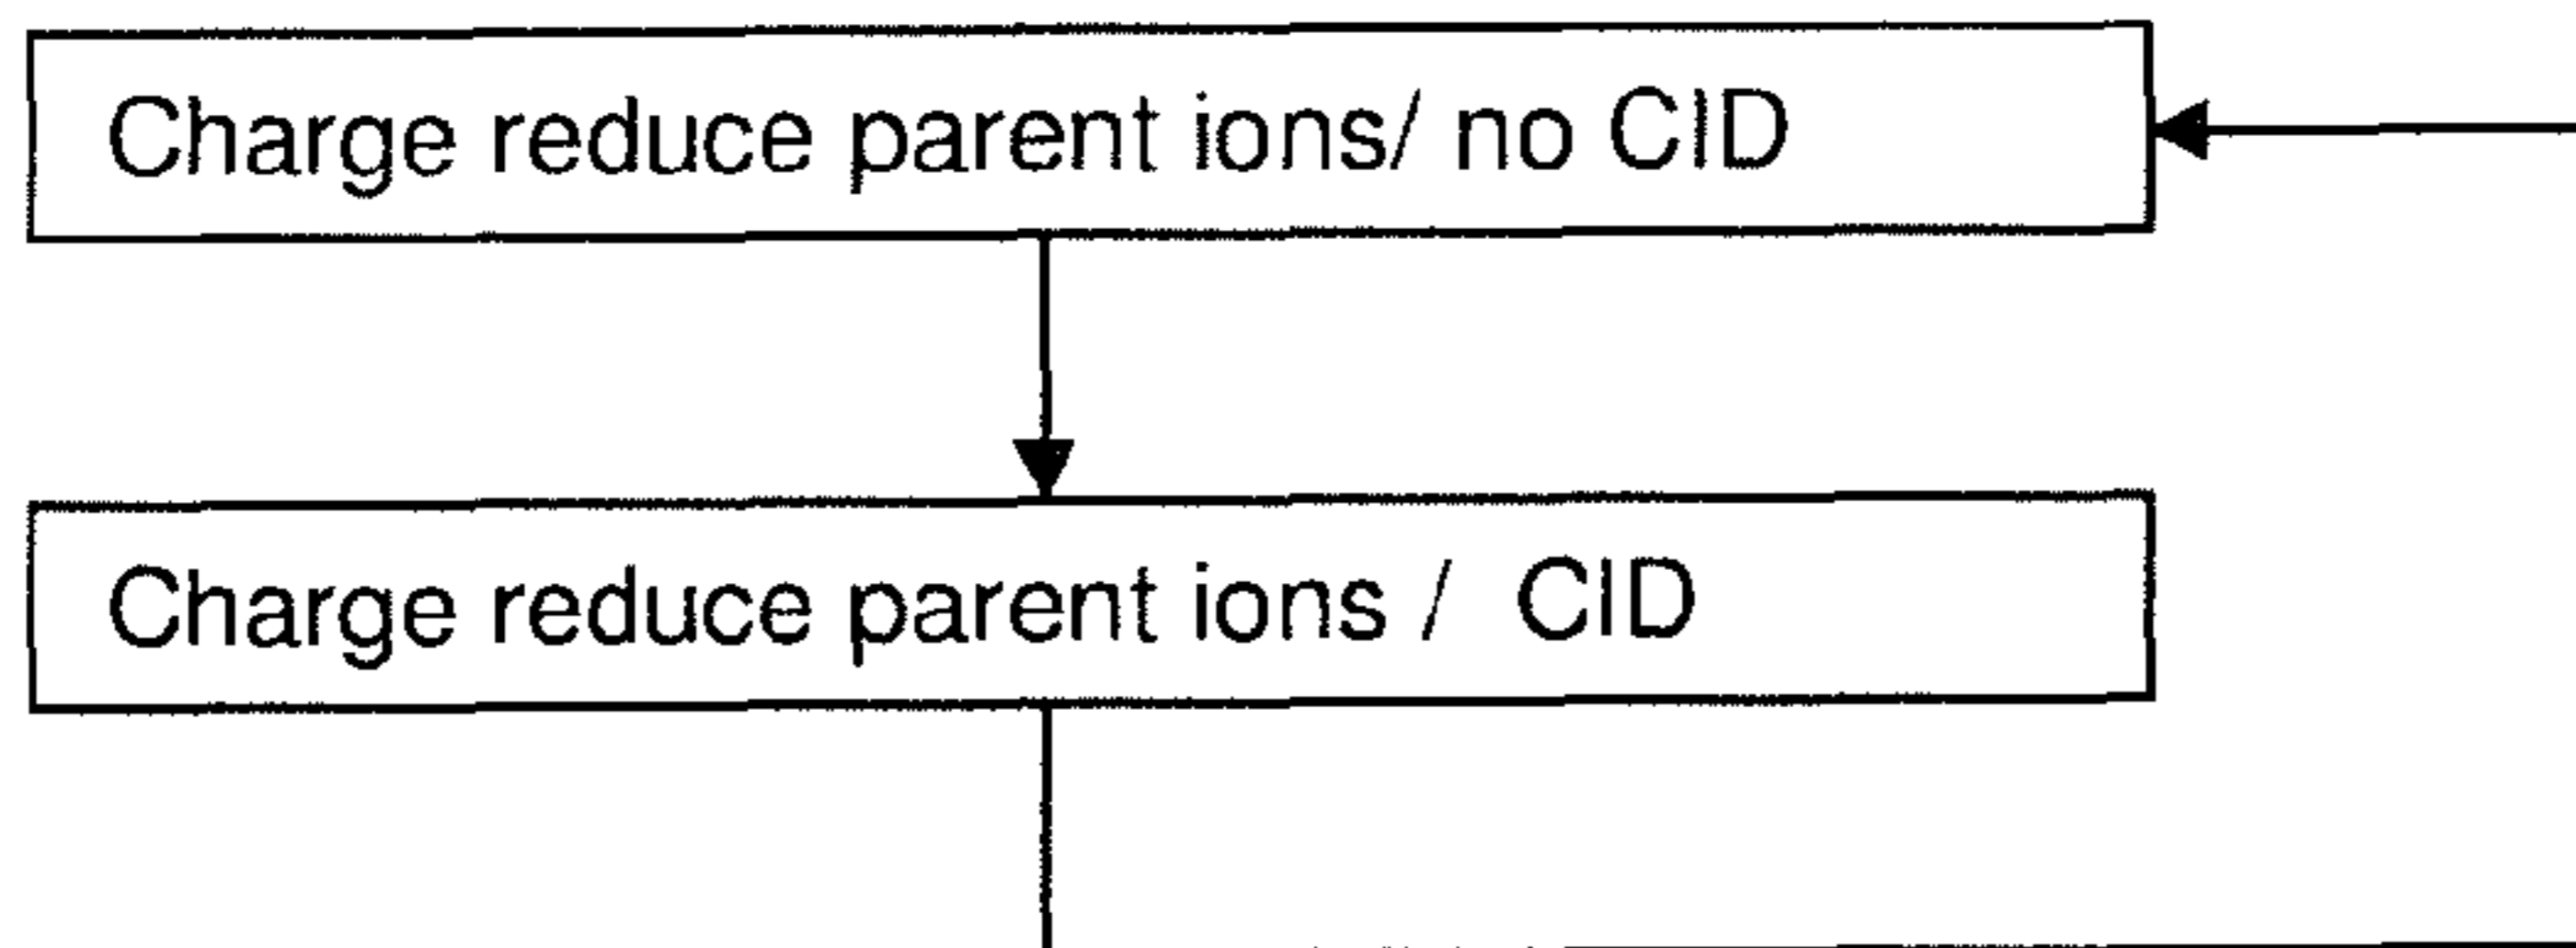 Charge reduce parent ions/ no CID
Charge reduce parent ions / CID